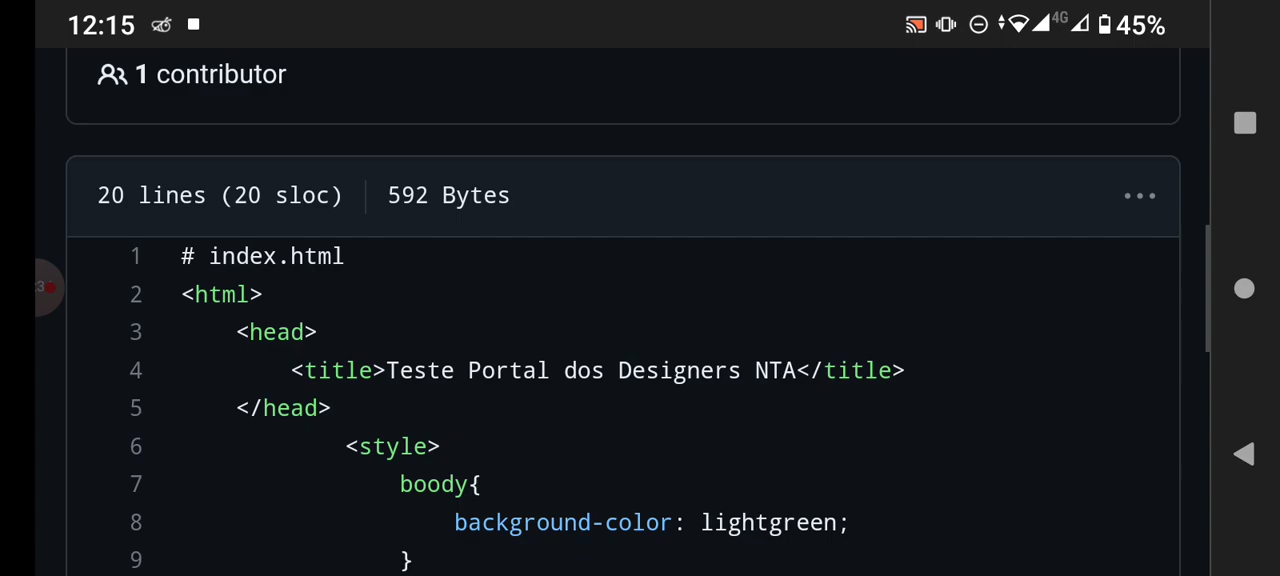 12:15 4G 45%
1 contributor
20 lines (20 sloc) 592 Bytes
1 # index.html
2 <html>
3 <head>
4 <title>Teste Portal dos Designers NTA</title>
5 </head>
6 <style>
7 boody{
8 background-color: lightgreen;
9 }